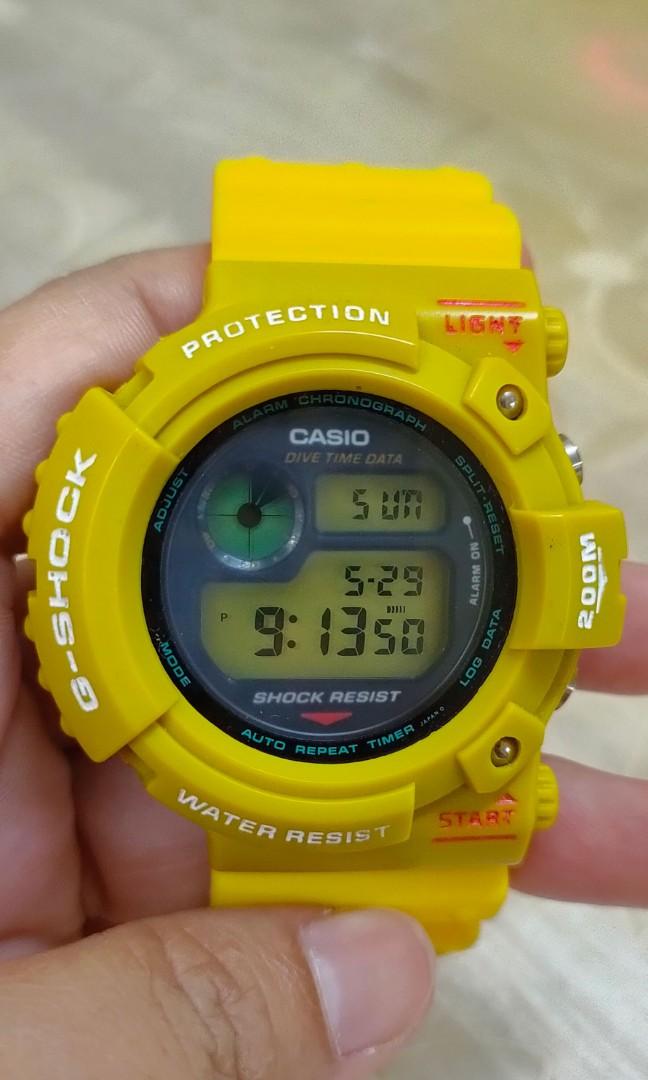 PROTECTION
LIGHT
ALARM CHRONOGRAPH
CASIO
DIVE TIME DATA
ADJUST
SPLIT·RESET
SUN
G-SHOCK
5-29
ALARM ON
200M
P
9:13 50
MODE
LOG DATA
SHOCK RESIST
AUTO REPEAT TIMER
JAPAN
WATER RESIST
START